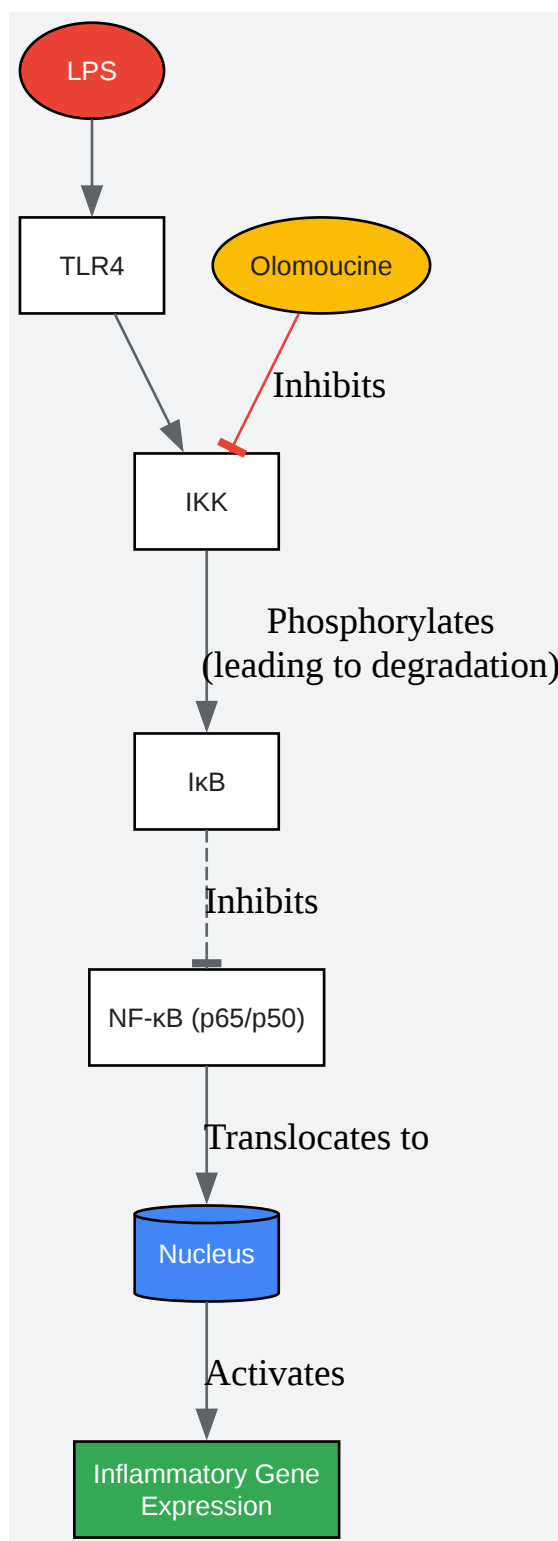 LPS
TLR4
Olomoucine
Inhibits
IKK
Phosphorylates
(leading to degradation)
IκB
Inhibits
NF-κB (p65/p50)
Translocates to
Nucleus
Activates
Inflammatory Gene
Expression